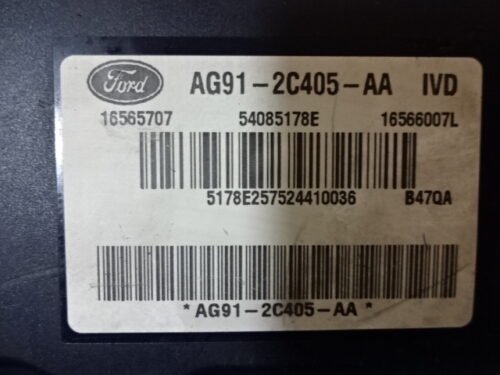 Ford AG91-2C405-AA IVD
16565707 54085178E 16566007L
5178E257524410036 B47QA
*AG91-2C405-AA*